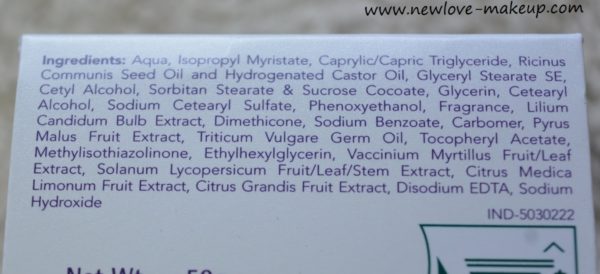 www.newlove-makeup.com
Ingredients: Aqua, Isopropyl Myristate, Caprylic/Capric Triglyceride, Ricinus
Communis Seed Oil and Hydrogenated Castor Oil, Glyceryl Stearate SE,
Cetyl Alcohol, Sorbitan Stearate & Sucrose Cocoate, Glycerin, Cetearyl
Alcohol, Sodium Cetearyl Sulfate, Phenoxyethanol, Fragrance, Lilium
Candidum Bulb Extract, Dimethicone, Sodium Benzoate, Carbomer, Pyrus
Malus Fruit Extract, Triticum Vulgare Germ Oil, Tocopheryl Acetate,
Methylisothiazolinone, Ethylhexylglycerin, Vaccinium Myrtillus Fruit/Leaf
Extract, Solanum Lycopersicum Fruit/Leaf/Stem Extract, Citrus Medica
Limonum Fruit Extract, Citrus Grandis Fruit Extract, Disodium EDTA, Sodium
Hydroxide
IND-5030222
Net Wt.